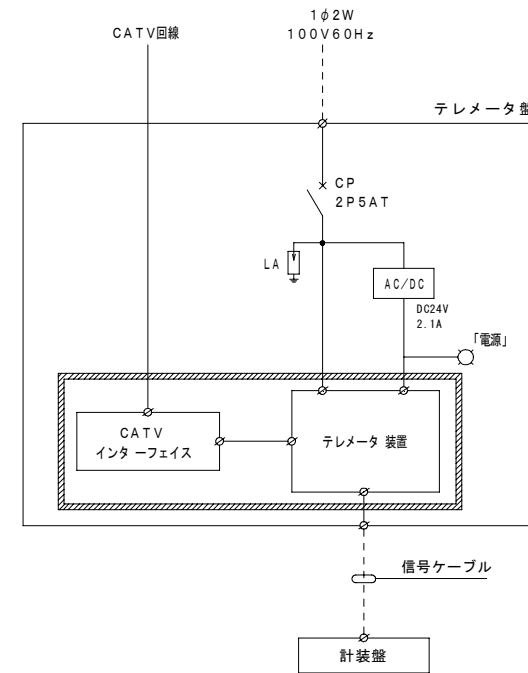 1φ2W
CATV回線
100V60Hz
テレメータ盤
CP
2P5AT
LA
AC/DC
DC24V
2.1A
「電源」
CATV
インターフェイス
テレメータ装置
信号ケーブル
計装盤